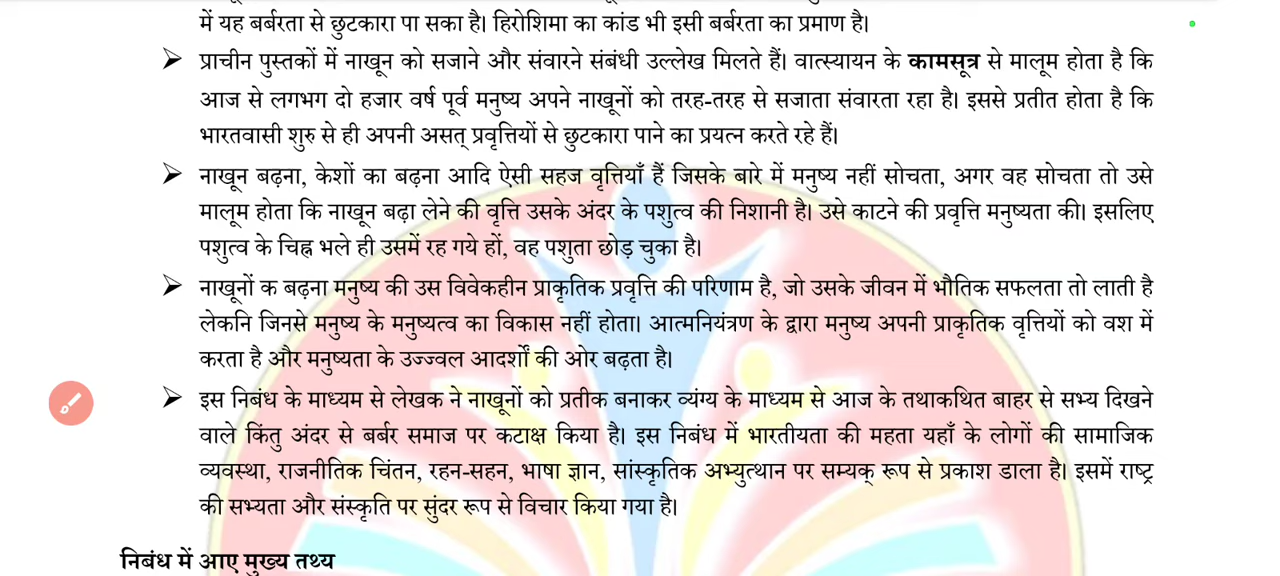 में यह बर्बरता से छुटकारा पा सका है। हिरोशिमा का कांड भी इसी बर्बरता का प्रमाण है।
➢ प्राचीन पुस्तकों में नाखून को सजाने और संवारने संबंधी उल्लेख मिलते हैं। वात्स्यायन के कामसूत्र से मालूम होता है कि
आज से लगभग दो हजार वर्ष पूर्व मनुष्य अपने नाखूनों को तरह-तरह से सजाता संवारता रहा है। इससे प्रतीत होता है कि
भारतवासी शुरु से ही अपनी असत् प्रवृत्तियों से छुटकारा पाने का प्रयत्न करते रहे हैं।
➢ नाखून बढ़ना, केशों का बढ़ना आदि ऐसी सहज वृत्तियाँ हैं जिसके बारे में मनुष्य नहीं सोचता, अगर वह सोचता तो उसे
मालूम होता कि नाखून बढ़ा लेने की वृत्ति उसके अंदर के पशुत्व की निशानी है। उसे काटने की प्रवृत्ति मनुष्यता की। इसलिए
पशुत्व के चिह्न भले ही उसमें रह गये हों, वह पशुता छोड़ चुका है।
➢ नाखूनों क बढ़ना मनुष्य की उस विवेकहीन प्राकृतिक प्रवृत्ति की परिणाम है, जो उसके जीवन में भौतिक सफलता तो लाती है
लेकनि जिनसे मनुष्य के मनुष्यत्व का विकास नहीं होता। आत्मनियंत्रण के द्वारा मनुष्य अपनी प्राकृतिक वृत्तियों को वश में
करता है और मनुष्यता के उज्ज्वल आदर्शों की ओर बढ़ता है।
➢ इस निबंध के माध्यम से लेखक ने नाखूनों को प्रतीक बनाकर व्यंग्य के माध्यम से आज के तथाकथित बाहर से सभ्य दिखने
वाले किंतु अंदर से बर्बर समाज पर कटाक्ष किया है। इस निबंध में भारतीयता की महता यहाँ के लोगों की सामाजिक
व्यवस्था, राजनीतिक चिंतन, रहन-सहन, भाषा ज्ञान, सांस्कृतिक अभ्युत्थान पर सम्यक् रूप से प्रकाश डाला है। इसमें राष्ट्र
की सभ्यता और संस्कृति पर सुंदर रूप से विचार किया गया है।
निबंध में आए मुख्य तथ्य